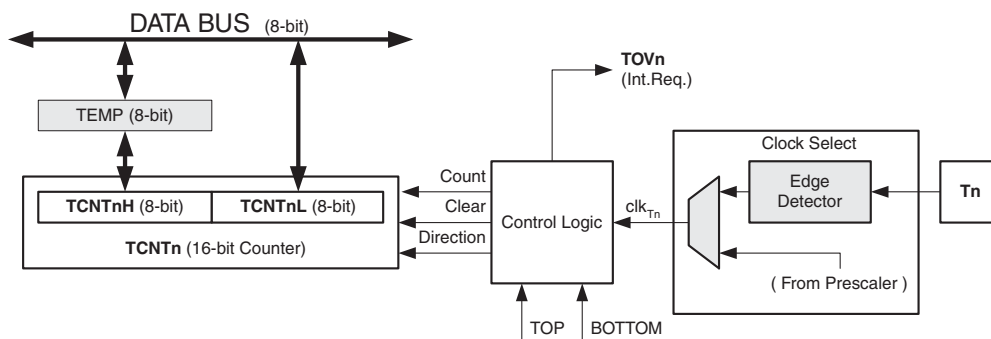 DATA BUS (8-bit)
TOVn
(Int.Req.)
TEMP (8-bit)
Clock Select
Count
Edge
Detector
Tn
TCNTnH (8-bit) TCNTnL (8-bit)
Clear
Control Logic
clkTn
TCNTn (16-bit Counter)
Direction
( From Prescaler )
TOP
BOTTOM